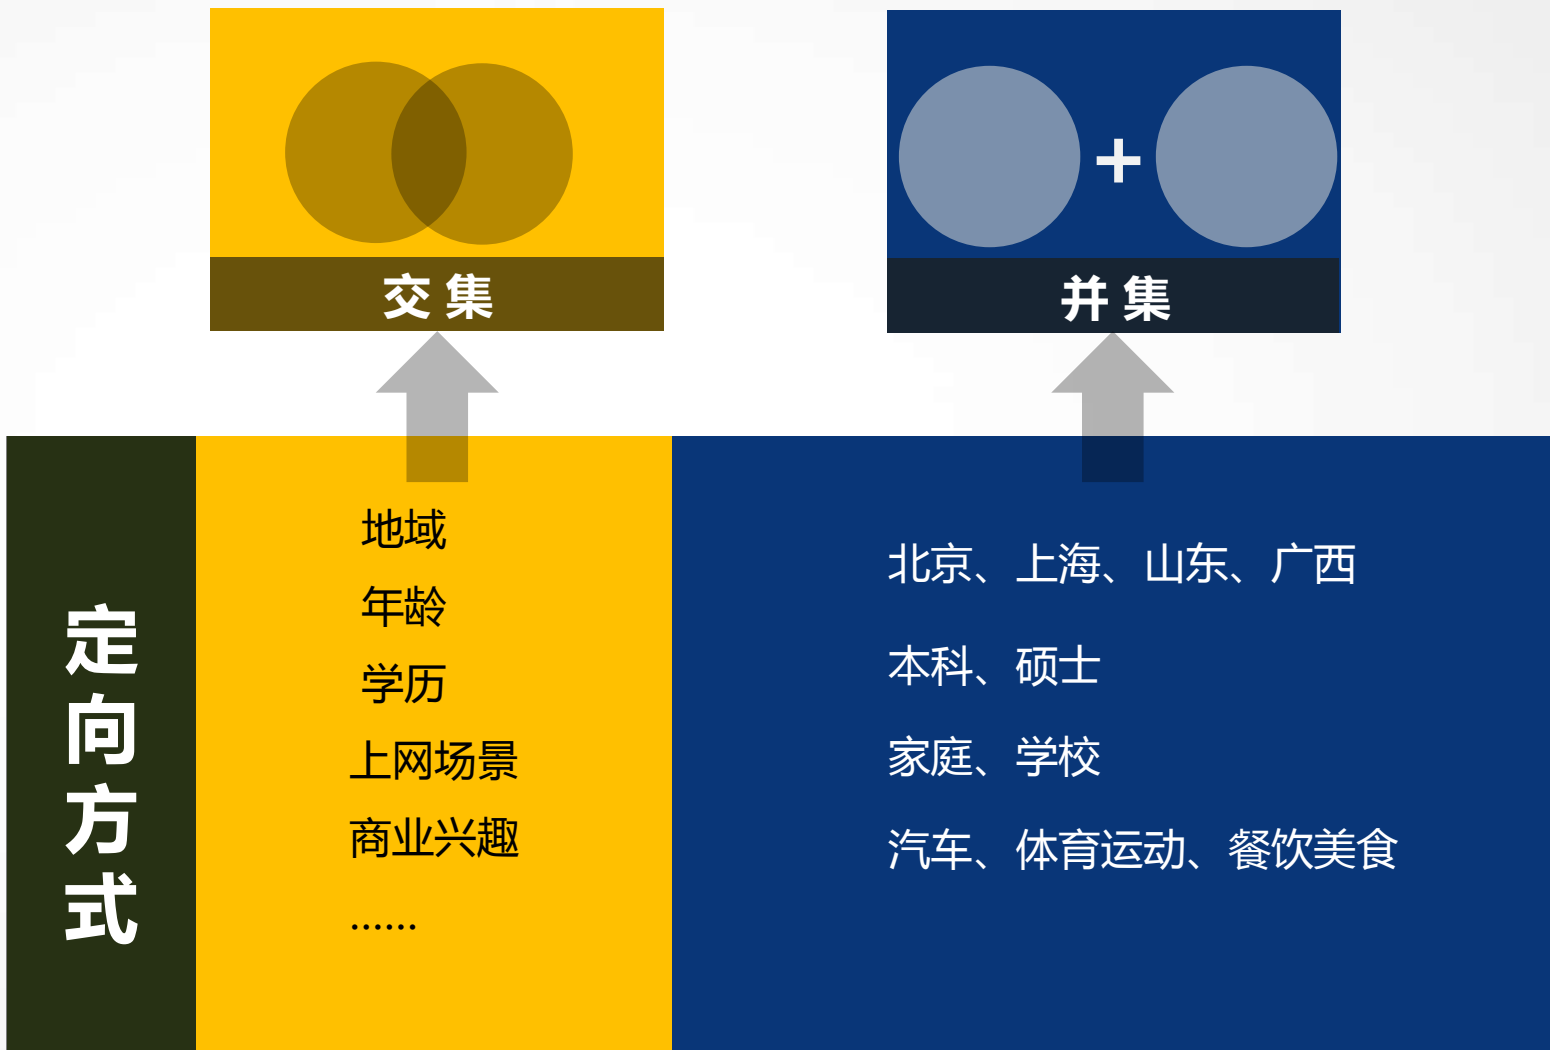 交集
并集
+
定向方式
地域
年龄
学历
上网场景
商业兴趣
......
北京、上海、山东、广西
本科、硕士
家庭、学校
汽车、体育运动、餐饮美食